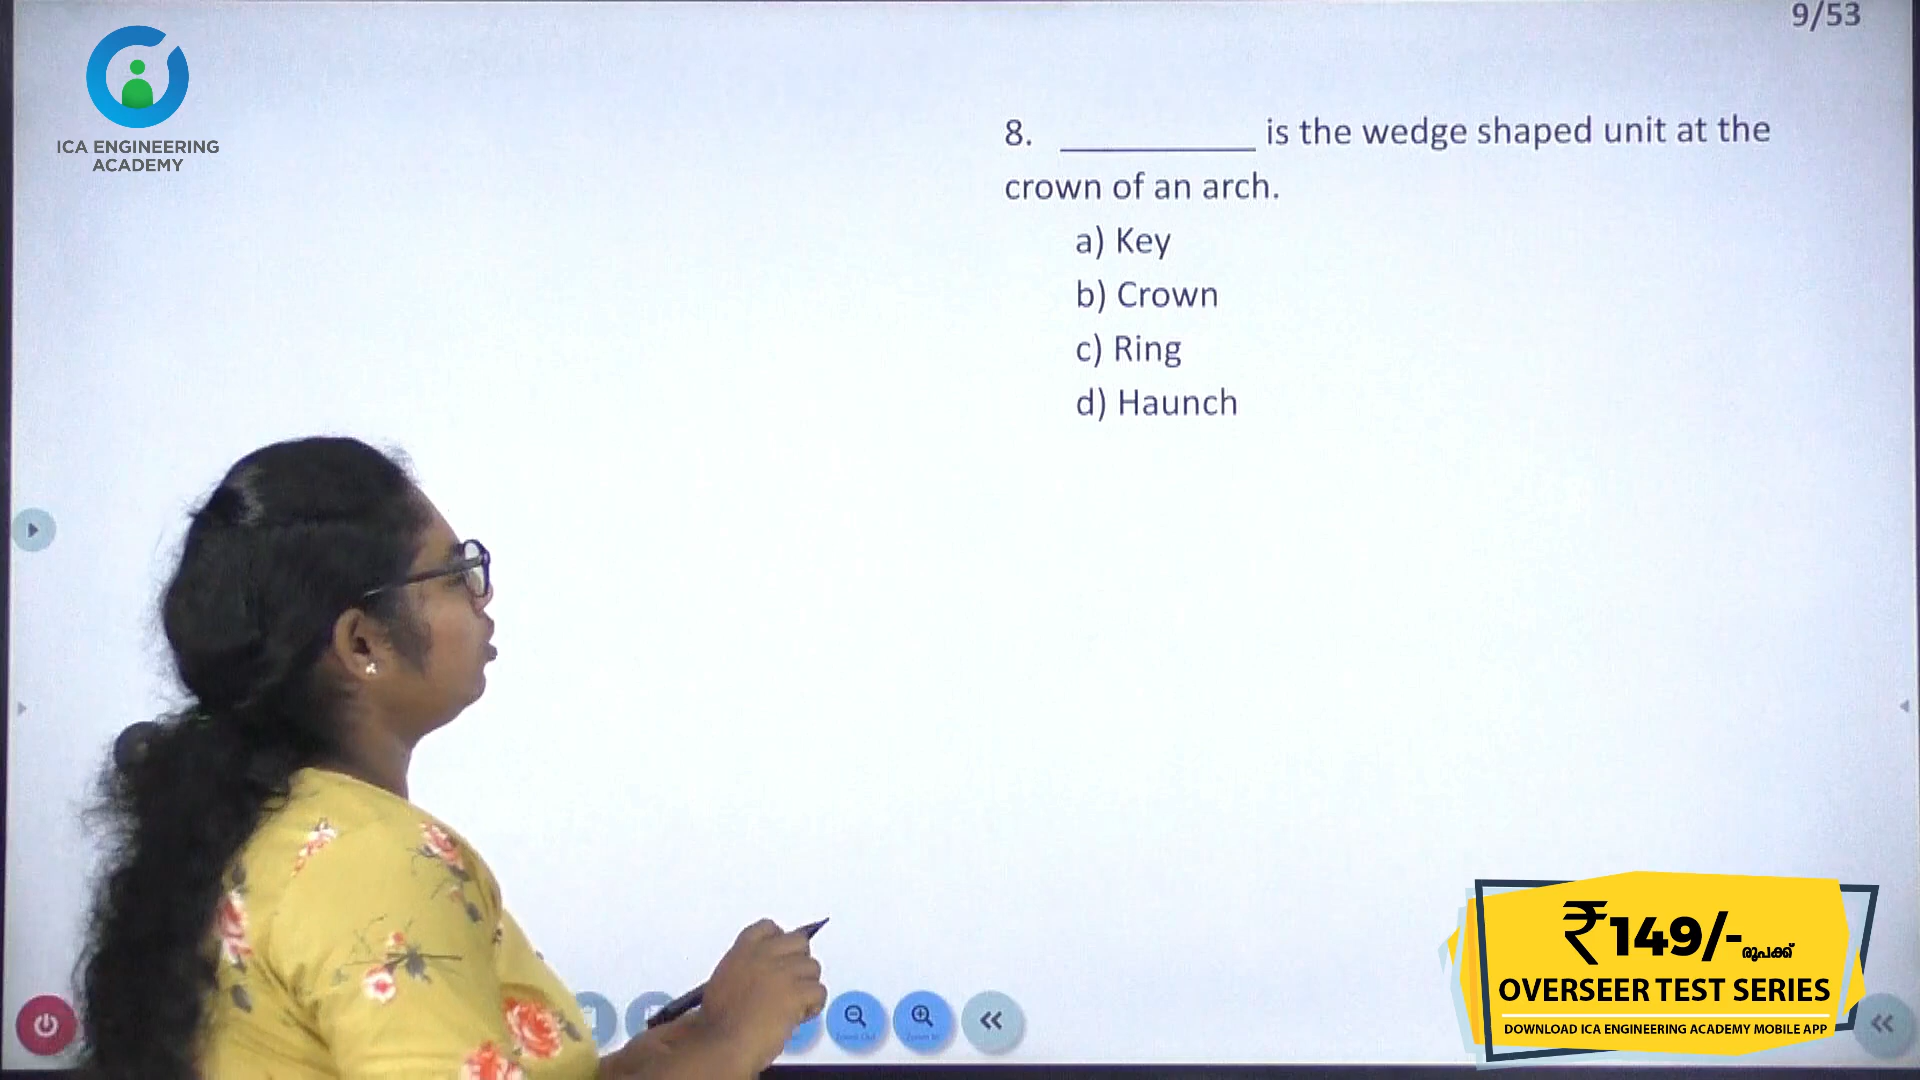 9/53
ICA ENGINEERING
ACADEMY
8. __________ is the wedge shaped unit at the
crown of an arch.
a) Key
b) Crown
c) Ring
d) Haunch
₹149/-രൂപക്ക്
OVERSEER TEST SERIES
DOWNLOAD ICA ENGINEERING ACADEMY MOBILE APP